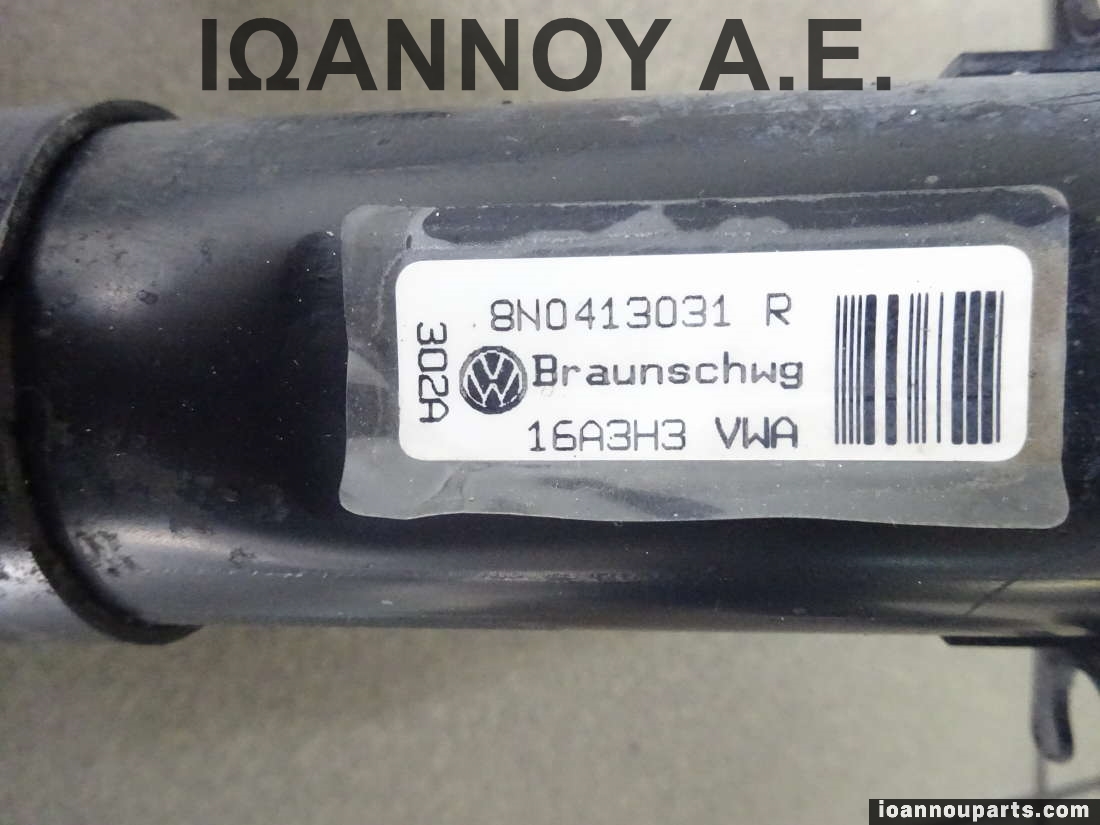 ΙΩΑΝΝΟΥ Α.Ε.
8N0413031 R
302A
Braunschwg
16A3H3 VWA
ioannouparts.com